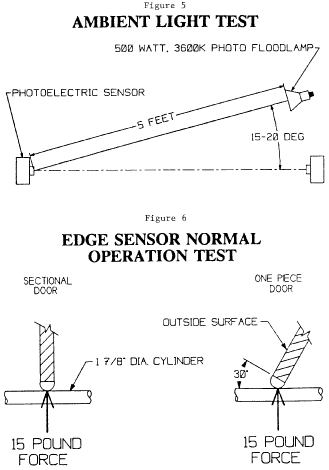 Figure 5
AMBIENT LIGHT TEST
500 WATT, 3600K PHOTO FLOODLAMP
PHOTOELECTRIC SENSOR
5 FEET
15-20 DEG
Figure 6
EDGE SENSOR NORMAL
OPERATION TEST
SECTIONAL
DOOR
ONE PIECE
DOOR
OUTSIDE SURFACE
1 7/8" DIA. CYLINDER
30°
15 POUND
FORCE
15 POUND
FORCE